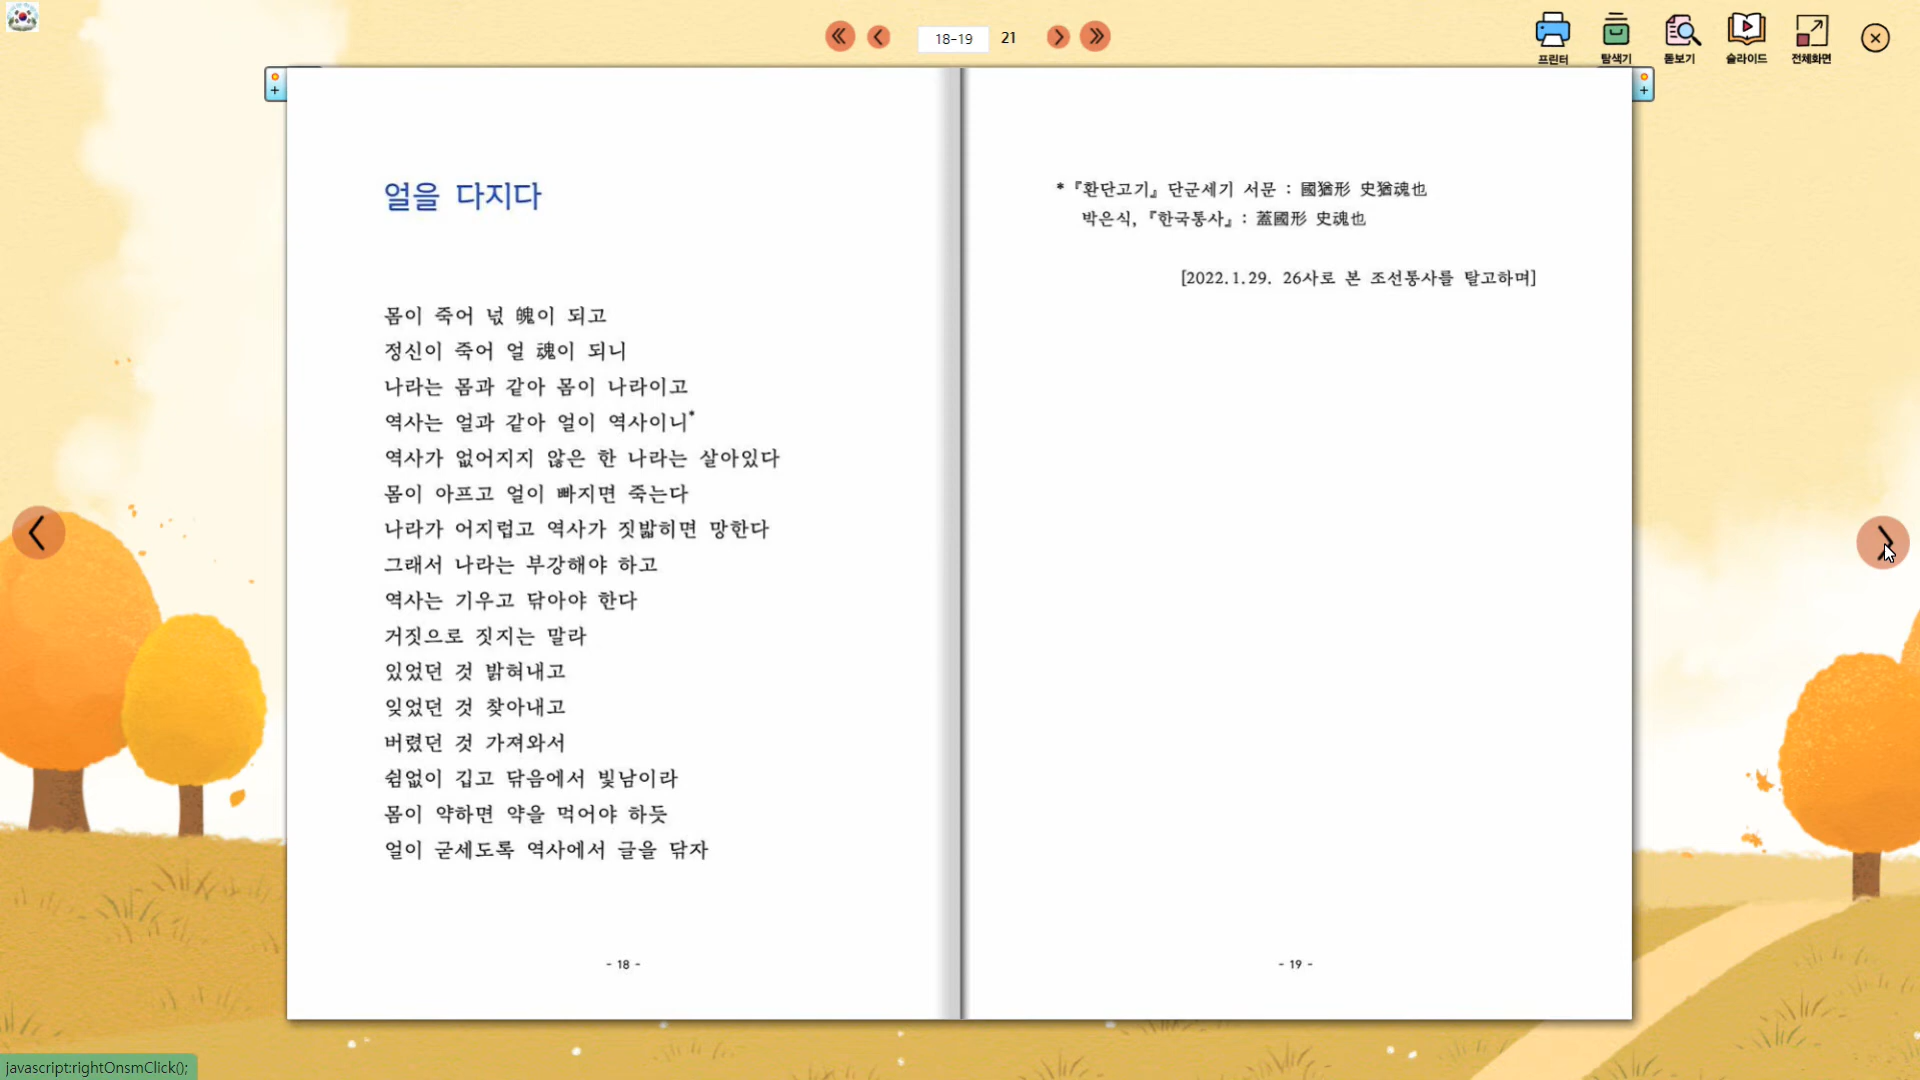 18-19
21
프린터
탐색기
돋보기
슬라이드
전체화면
얼을 다지다
몸이 죽어 넋 魄이 되고
정신이 죽어 얼 魂이 되니
나라는 몸과 같아 몸이 나라이고
역사는 얼과 같아 얼이 역사이니*
역사가 없어지지 않은 한 나라는 살아있다
몸이 아프고 얼이 빠지면 죽는다
나라가 어지럽고 역사가 짓밟히면 망한다
그래서 나라는 부강해야 하고
역사는 기우고 닦아야 한다
거짓으로 짓지는 말라
있었던 것 밝혀내고
잊었던 것 찾아내고
버렸던 것 가져와서
쉼없이 깁고 닦음에서 빛남이라
몸이 약하면 약을 먹어야 하듯
얼이 굳세도록 역사에서 글을 닦자
- 18 -
*『환단고기』단군세기 서문 : 國猶形 史猶魂也
박은식,『한국통사』: 蓋國形 史魂也
[2022.1.29. 26사로 본 조선통사를 탈고하며]
- 19 -
javascript:rightOnsmClick();